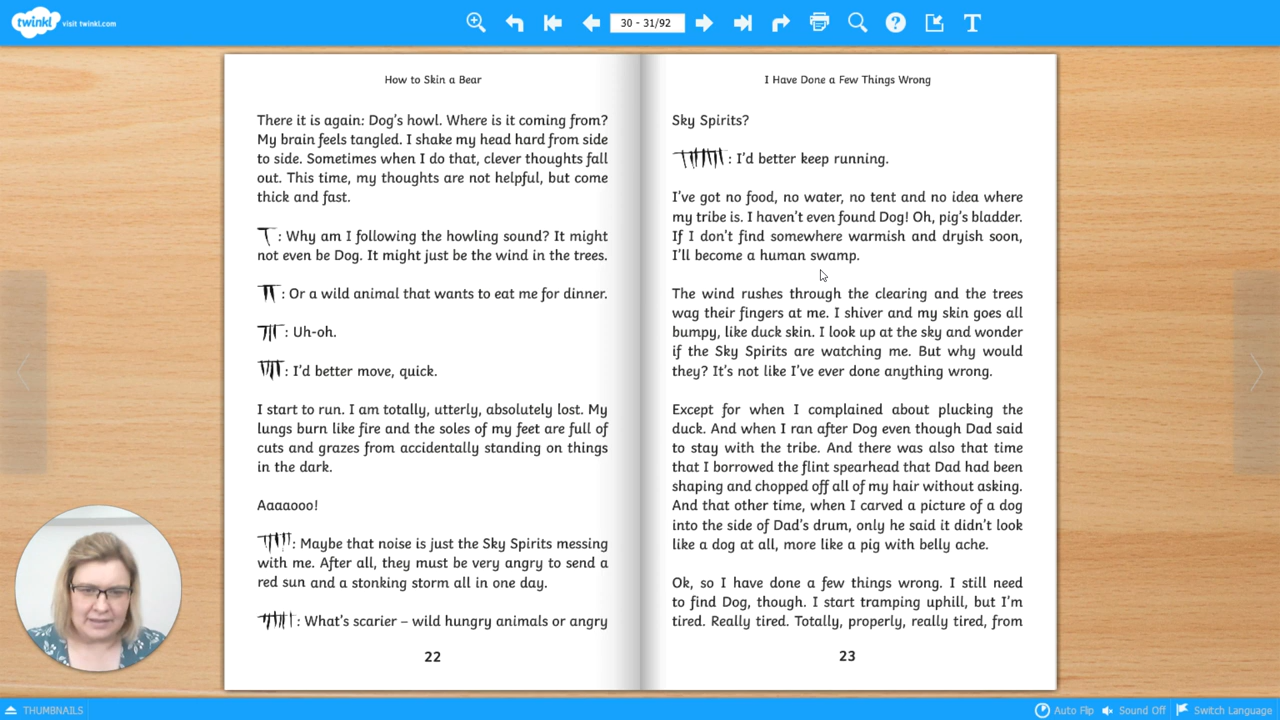 twinkl visit twinkl.com
30 - 31/92
How to Skin a Bear
There it is again: Dog's howl. Where is it coming from?
My brain feels tangled. I shake my head hard from side
to side. Sometimes when I do that, clever thoughts fall
out. This time, my thoughts are not helpful, but come
thick and fast.
: Why am I following the howling sound? It might
not even be Dog. It might just be the wind in the trees.
: Or a wild animal that wants to eat me for dinner.
: Uh-oh.
: I'd better move, quick.
I start to run. I am totally, utterly, absolutely lost. My
lungs burn like fire and the soles of my feet are full of
cuts and grazes from accidentally standing on things
in the dark.
Aaaaooo!
: Maybe that noise is just the Sky Spirits messing
with me. After all, they must be very angry to send a
red sun and a stonking storm all in one day.
: What's scarier – wild hungry animals or angry
22
I Have Done a Few Things Wrong
Sky Spirits?
: I'd better keep running.
I've got no food, no water, no tent and no idea where
my tribe is. I haven't even found Dog! Oh, pig's bladder.
If I don't find somewhere warmish and dryish soon,
I'll become a human swamp.
The wind rushes through the clearing and the trees
wag their fingers at me. I shiver and my skin goes all
bumpy, like duck skin. I look up at the sky and wonder
if the Sky Spirits are watching me. But why would
they? It's not like I've ever done anything wrong.
Except for when I complained about plucking the
duck. And when I ran after Dog even though Dad said
to stay with the tribe. And there was also that time
that I borrowed the flint spearhead that Dad had been
shaping and chopped off all of my hair without asking.
And that other time, when I carved a picture of a dog
into the side of Dad's drum, only he said it didn't look
like a dog at all, more like a pig with belly ache.
Ok, so I have done a few things wrong. I still need
to find Dog, though. I start tramping uphill, but I'm
tired. Really tired. Totally, properly, really tired, from
23
THUMBNAILS
Auto Flip
Sound Off
Switch Language